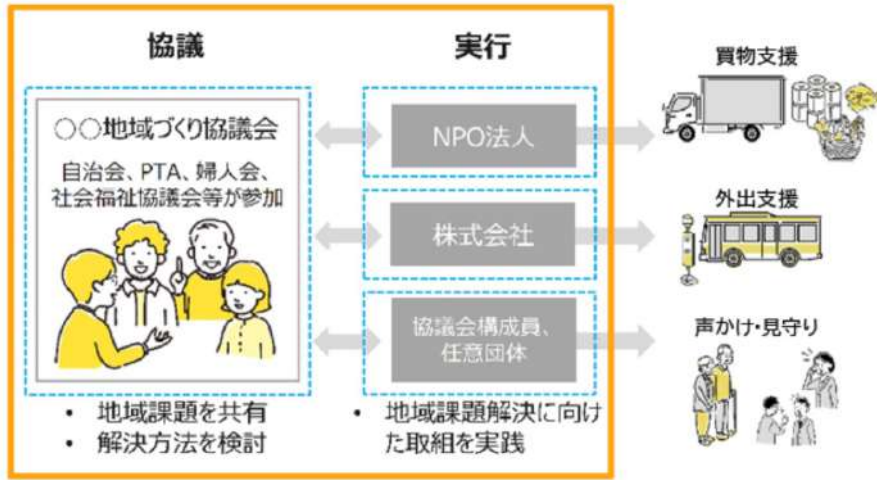 協議
○○地域づくり協議会
自治会、PTA、婦人会、
社会福祉協議会等が参加
• 地域課題を共有
• 解決方法を検討
実行
NPO法人
株式会社
協議会構成員、
任意団体
• 地域課題解決に向け
た取組を実践
買物支援
外出支援
声かけ・見守り